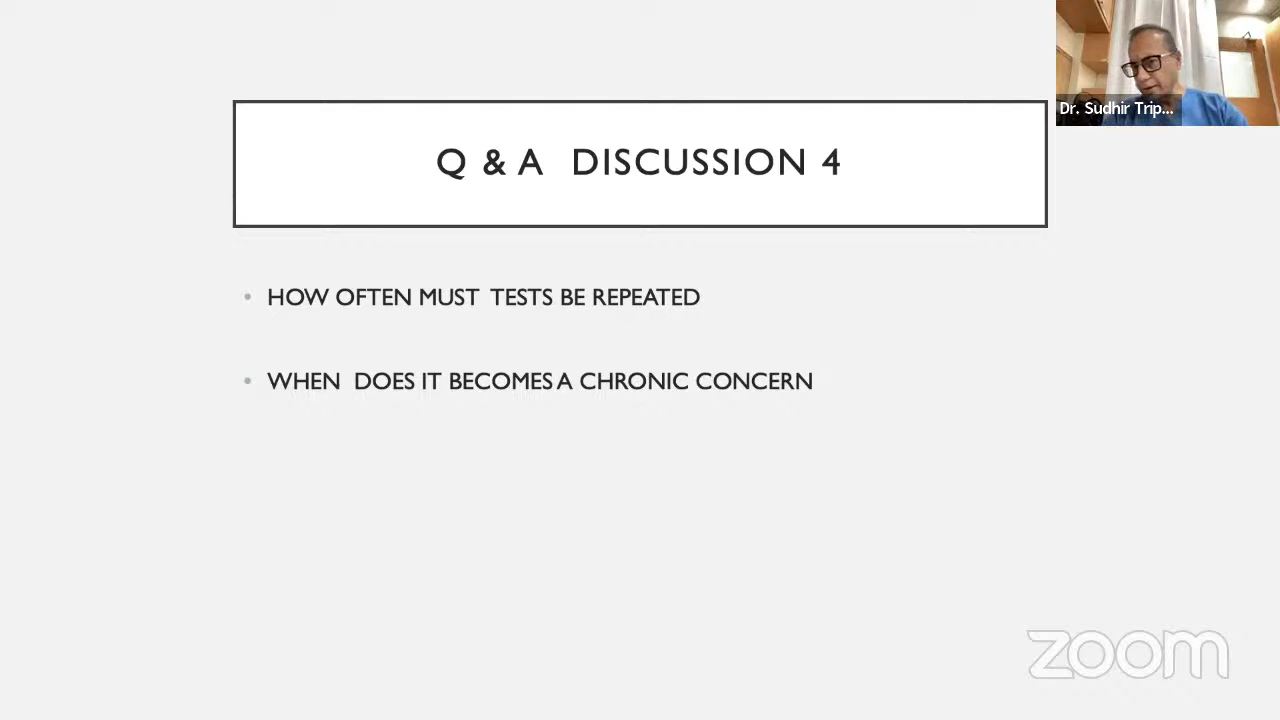 Q & A DISCUSSION 4
Dr. Sudhir Trip...
• HOW OFTEN MUST TESTS BE REPEATED
• WHEN DOES IT BECOMES A CHRONIC CONCERN
zoom